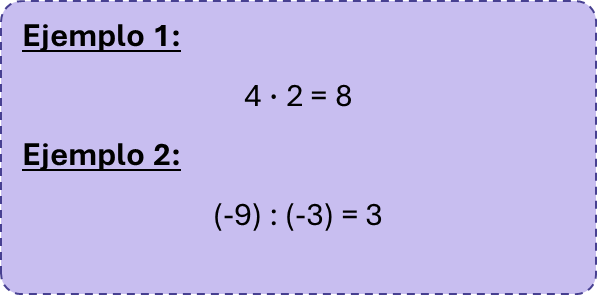 Ejemplo 1:
4 · 2 = 8
Ejemplo 2:
(-9) : (-3) = 3